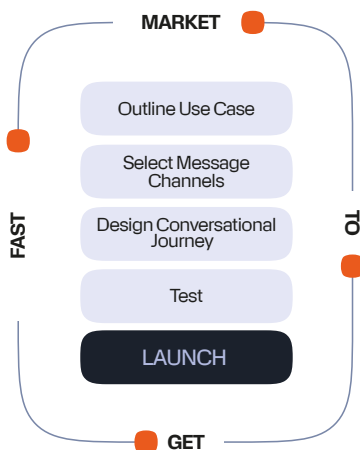 MARKET
Outline Use Case
Select Message
Channels
FAST
TO
Design Conversational
Journey
Test
LAUNCH
GET